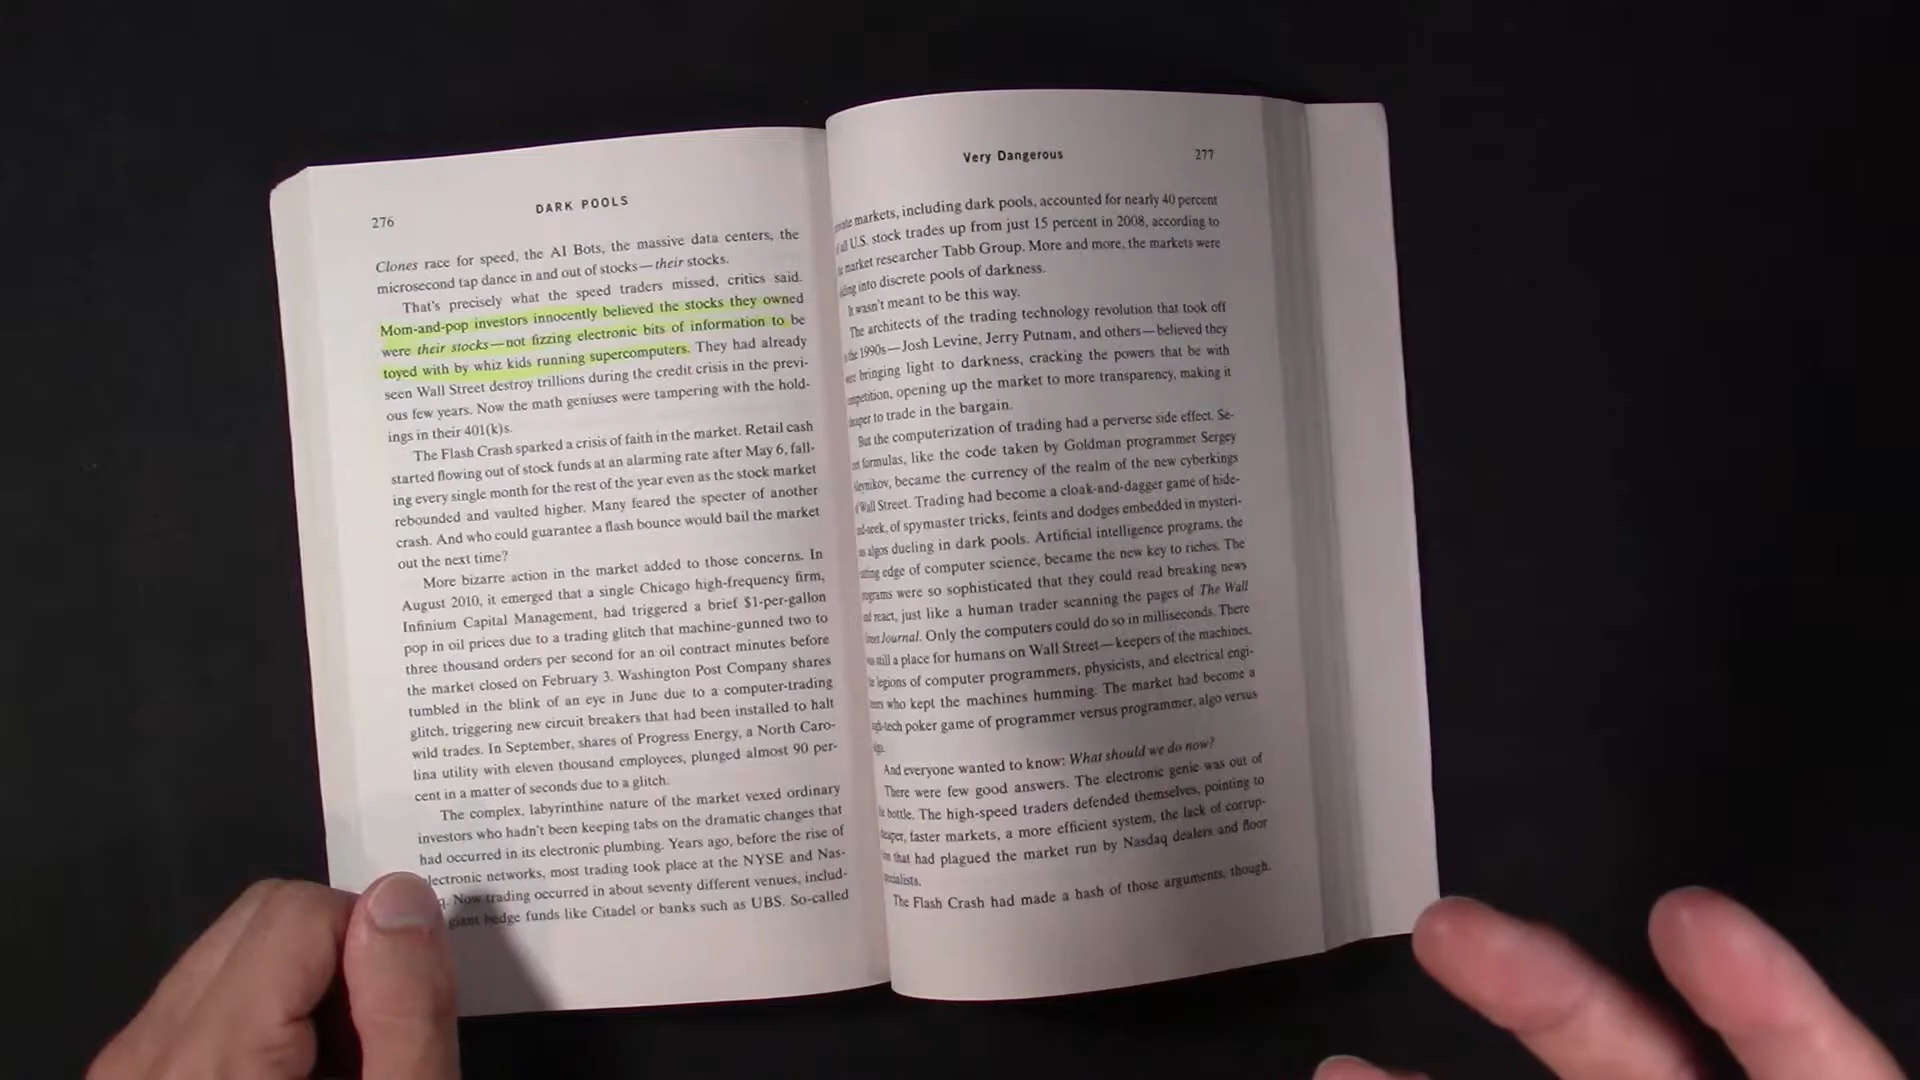 276
DARK POOLS
Clones race for speed, the AI Bots, the massive data centers, the
microsecond tap dance in and out of stocks—their stocks.
That's precisely what the speed traders missed, critics said.
Mom-and-pop investors innocently believed the stocks they owned
were their stocks—not fizzing electronic bits of information to be
toyed with by whiz kids running supercomputers. They had already
seen Wall Street destroy trillions during the credit crisis in the previ-
ous few years. Now the math geniuses were tampering with the hold-
ings in their 401(k)s.
The Flash Crash sparked a crisis of faith in the market. Retail cash
started flowing out of stock funds at an alarming rate after May 6, fall-
ing every single month for the rest of the year even as the stock market
rebounded and vaulted higher. Many feared the specter of another
crash. And who could guarantee a flash bounce would bail the market
out the next time?
More bizarre action in the market added to those concerns. In
August 2010, it emerged that a single Chicago high-frequency firm,
Infinium Capital Management, had triggered a brief $1-per-gallon
pop in oil prices due to a trading glitch that machine-gunned two to
three thousand orders per second for an oil contract minutes before
the market closed on February 3. Washington Post Company shares
tumbled in the blink of an eye in June due to a computer-trading
glitch, triggering new circuit breakers that had been installed to halt
wild trades. In September, shares of Progress Energy, a North Caro-
lina utility with eleven thousand employees, plunged almost 90 per-
cent in a matter of seconds due to a glitch.
The complex, labyrinthine nature of the market vexed ordinary
investors who hadn't been keeping tabs on the dramatic changes that
had occurred in its electronic plumbing. Years ago, before the rise of
lectronic networks, most trading took place at the NYSE and Nas-
q. Now trading occurred in about seventy different venues, includ-
giant hedge funds like Citadel or banks such as UBS. So-called
Very Dangerous
277
markets, including dark pools, accounted for nearly 40 percent
all U.S. stock trades up from just 15 percent in 2008, according to
market researcher Tabb Group. More and more, the markets were
ding into discrete pools of darkness.
It wasn't meant to be this way.
The architects of the trading technology revolution that took off
the 1990s—Josh Levine, Jerry Putnam, and others—believed they
bringing light to darkness, cracking the powers that be with
mpetition, opening up the market to more transparency, making it
eaper to trade in the bargain.
But the computerization of trading had a perverse side effect. Se-
formulas, like the code taken by Goldman programmer Sergey
leynikov, became the currency of the realm of the new cyberkings
Wall Street. Trading had become a cloak-and-dagger game of hide-
nd-seek, of spymaster tricks, feints and dodges embedded in mysteri-
algos dueling in dark pools. Artificial intelligence programs, the
tting edge of computer science, became the new key to riches. The
ograms were so sophisticated that they could read breaking news
nd react, just like a human trader scanning the pages of The Wall
Journal. Only the computers could do so in milliseconds. There
still a place for humans on Wall Street—keepers of the machines,
legions of computer programmers, physicists, and electrical engi-
who kept the machines humming. The market had become a
gh-tech poker game of programmer versus programmer, algo versus
And everyone wanted to know: What should we do now?
There were few good answers. The electronic genie was out of
bottle. The high-speed traders defended themselves, pointing to
eaper, faster markets, a more efficient system, the lack of corrup-
that had plagued the market run by Nasdaq dealers and floor
ecialists.
The Flash Crash had made a hash of those arguments, though.